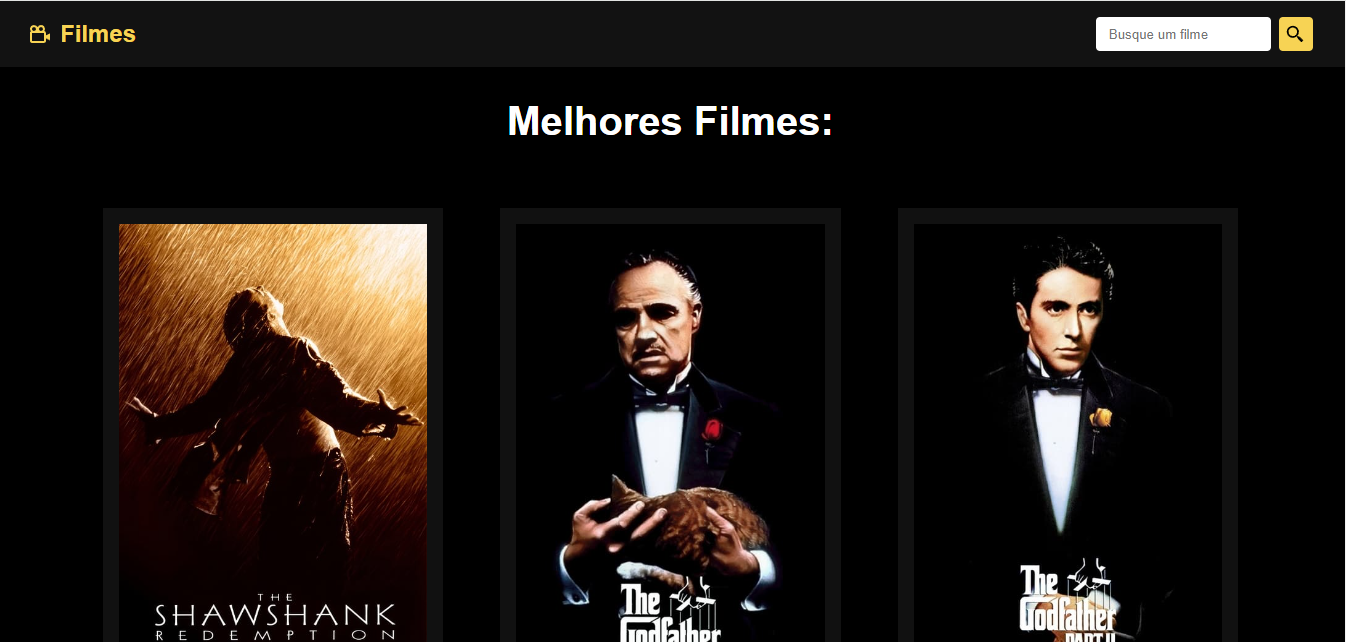 Filmes
Busque um filme
Melhores Filmes:
THE
SHAWSHANK
REDEMPTION
The
Godfather
The
Godfather
PART II